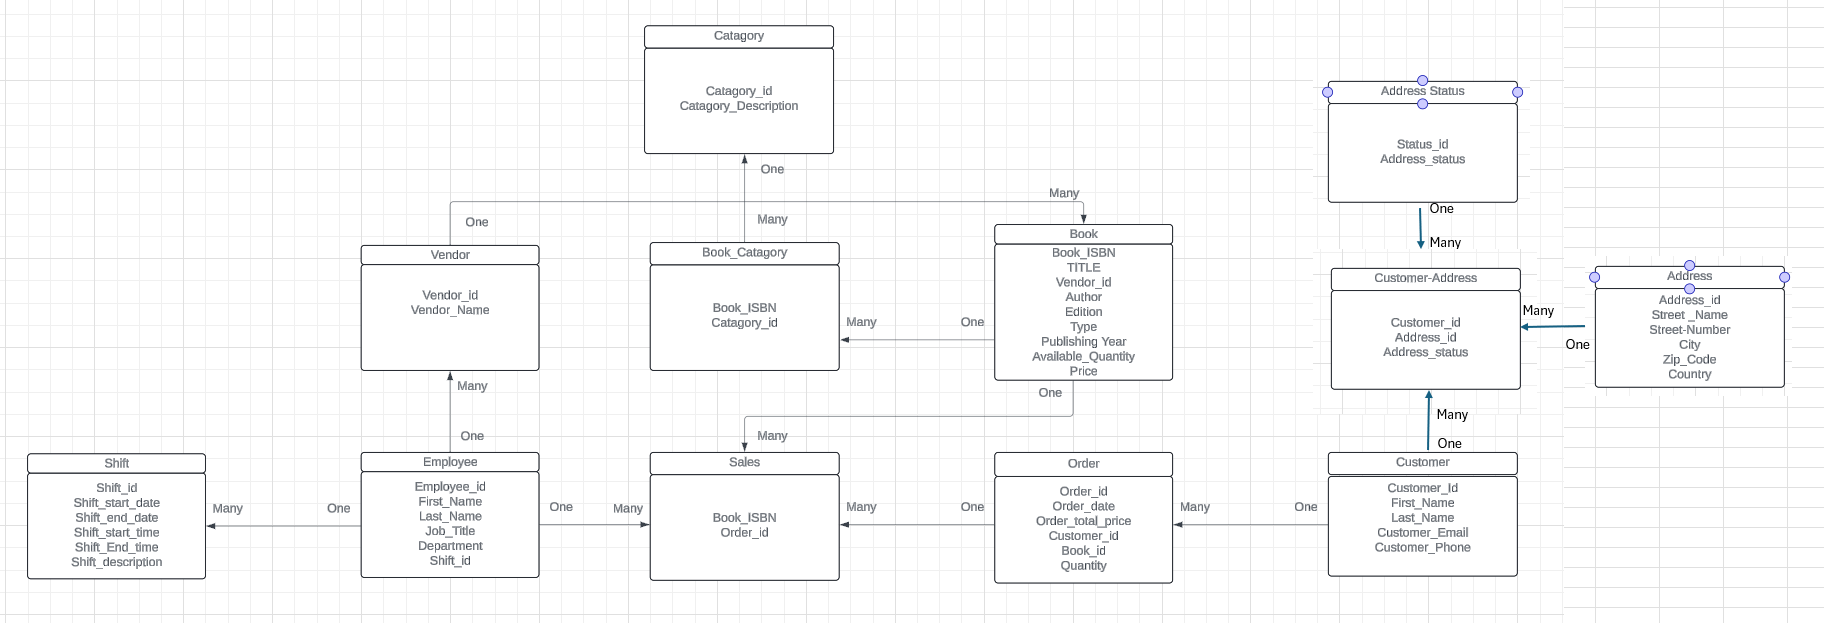 Catagory
Catagory_id
Catagory_Description
One
Many
Address Status
Status_id
Address_status
One
Many
Many
One
Vendor
Vendor_id
Vendor_Name
Book_Catagory
Book_ISBN
Catagory_id
Many
One
Book
Book_ISBN
TITLE
Vendor_id
Author
Edition
Type
Publishing Year
Available_Quantity
Price
Customer-Address
Customer_id
Address_id
Address_status
Many
One
Address
Address_id
Street _Name
Street-Number
City
Zip_Code
Country
Many
One
One
Many
Many
One
Shift
Shift_id
Shift_start_date
Shift_end_date
Shift_start_time
Shift_End_time
Shift_description
Many
One
Employee
Employee_id
First_Name
Last_Name
Job_Title
Department
Shift_id
One
Many
Sales
Book_ISBN
Order_id
Many
One
Order
Order_id
Order_date
Order_total_price
Customer_id
Book_id
Quantity
Many
One
Customer
Customer_Id
First_Name
Last_Name
Customer_Email
Customer_Phone